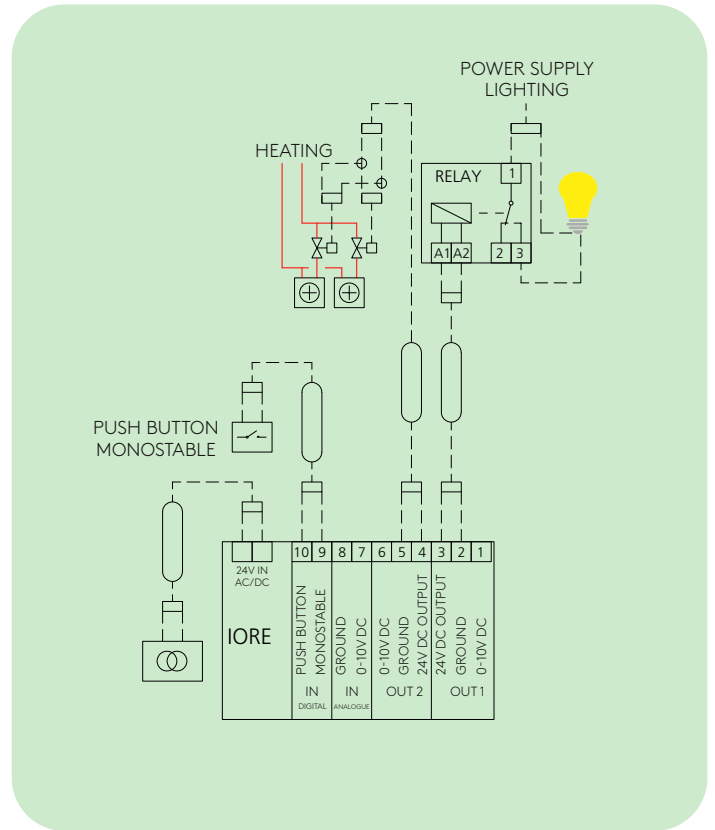 POWER SUPPLY
LIGHTING
HEATING
RELAY
1
A1 A2
2 3
PUSH BUTTON
MONOSTABLE
24V IN
AC/DC
10 9 8 7 6 5 4 3 2 1
IORE
PUSH BUTTON
MONOSTABLE
GROUND
0-10V DC
0-10V DC
GROUND
24V DC OUTPUT
24V DC OUTPUT
GROUND
0-10V DC
IN
DIGITAL
IN
ANALOGUE
OUT 2
OUT 1